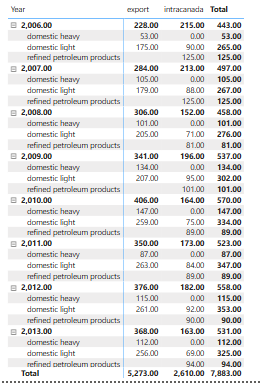 Year export intracanada Total
2,006.00 228.00 215.00 443.00
domestic heavy 53.00 0.00 53.00
domestic light 175.00 90.00 265.00
refined petroleum products 125.00 125.00
2,007.00 284.00 213.00 497.00
domestic heavy 105.00 0.00 105.00
domestic light 179.00 88.00 267.00
refined petroleum products 125.00 125.00
2,008.00 306.00 152.00 458.00
domestic heavy 101.00 0.00 101.00
domestic light 205.00 71.00 276.00
refined petroleum products 81.00 81.00
2,009.00 341.00 196.00 537.00
domestic heavy 134.00 0.00 134.00
domestic light 207.00 95.00 302.00
refined petroleum products 101.00 101.00
2,010.00 406.00 164.00 570.00
domestic heavy 147.00 0.00 147.00
domestic light 259.00 75.00 334.00
refined petroleum products 89.00 89.00
2,011.00 350.00 173.00 523.00
domestic heavy 87.00 0.00 87.00
domestic light 263.00 84.00 347.00
refined petroleum products 89.00 89.00
2,012.00 376.00 182.00 558.00
domestic heavy 115.00 0.00 115.00
domestic light 261.00 92.00 353.00
refined petroleum products 90.00 90.00
2,013.00 368.00 163.00 531.00
domestic heavy 112.00 0.00 112.00
domestic light 256.00 69.00 325.00
refined petroleum products 94.00 94.00
Total 5,273.00 2,610.00 7,883.00